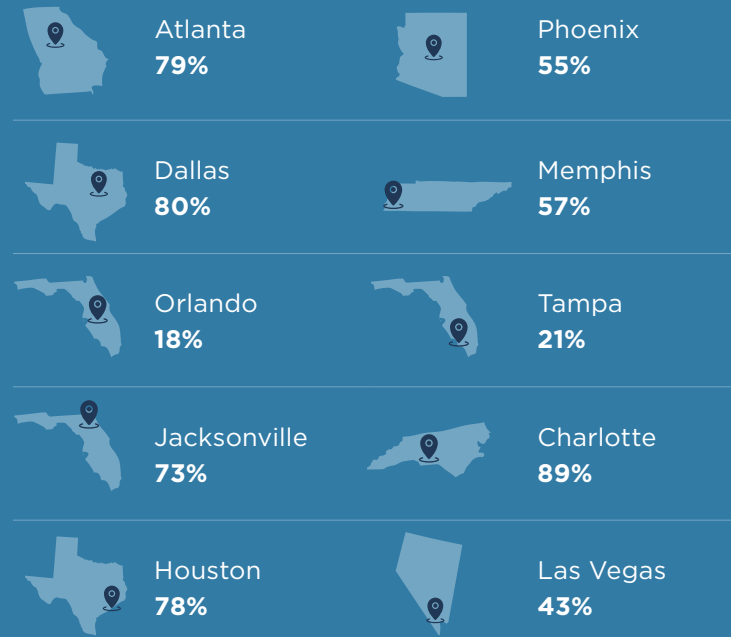 Atlanta
79%
Phoenix
55%
Dallas
80%
Memphis
57%
Orlando
18%
Tampa
21%
Jacksonville
73%
Charlotte
89%
Houston
78%
Las Vegas
43%